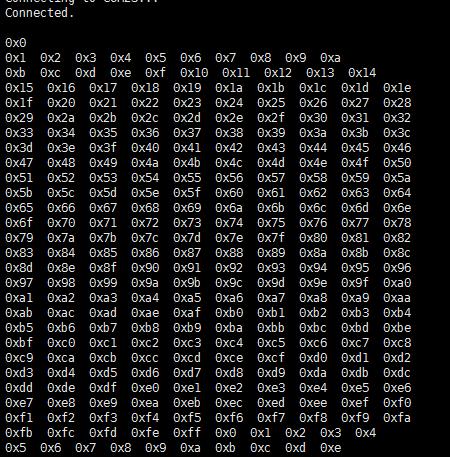 Connecting to COM25...
Connected.
0x0
0x1 0x2 0x3 0x4 0x5 0x6 0x7 0x8 0x9 0xa
0xb 0xc 0xd 0xe 0xf 0x10 0x11 0x12 0x13 0x14
0x15 0x16 0x17 0x18 0x19 0x1a 0x1b 0x1c 0x1d 0x1e
0x1f 0x20 0x21 0x22 0x23 0x24 0x25 0x26 0x27 0x28
0x29 0x2a 0x2b 0x2c 0x2d 0x2e 0x2f 0x30 0x31 0x32
0x33 0x34 0x35 0x36 0x37 0x38 0x39 0x3a 0x3b 0x3c
0x3d 0x3e 0x3f 0x40 0x41 0x42 0x43 0x44 0x45 0x46
0x47 0x48 0x49 0x4a 0x4b 0x4c 0x4d 0x4e 0x4f 0x50
0x51 0x52 0x53 0x54 0x55 0x56 0x57 0x58 0x59 0x5a
0x5b 0x5c 0x5d 0x5e 0x5f 0x60 0x61 0x62 0x63 0x64
0x65 0x66 0x67 0x68 0x69 0x6a 0x6b 0x6c 0x6d 0x6e
0x6f 0x70 0x71 0x72 0x73 0x74 0x75 0x76 0x77 0x78
0x79 0x7a 0x7b 0x7c 0x7d 0x7e 0x7f 0x80 0x81 0x82
0x83 0x84 0x85 0x86 0x87 0x88 0x89 0x8a 0x8b 0x8c
0x8d 0x8e 0x8f 0x90 0x91 0x92 0x93 0x94 0x95 0x96
0x97 0x98 0x99 0x9a 0x9b 0x9c 0x9d 0x9e 0x9f 0xa0
0xa1 0xa2 0xa3 0xa4 0xa5 0xa6 0xa7 0xa8 0xa9 0xaa
0xab 0xac 0xad 0xae 0xaf 0xb0 0xb1 0xb2 0xb3 0xb4
0xb5 0xb6 0xb7 0xb8 0xb9 0xba 0xbb 0xbc 0xbd 0xbe
0xbf 0xc0 0xc1 0xc2 0xc3 0xc4 0xc5 0xc6 0xc7 0xc8
0xc9 0xca 0xcb 0xcc 0xcd 0xce 0xcf 0xd0 0xd1 0xd2
0xd3 0xd4 0xd5 0xd6 0xd7 0xd8 0xd9 0xda 0xdb 0xdc
0xdd 0xde 0xdf 0xe0 0xe1 0xe2 0xe3 0xe4 0xe5 0xe6
0xe7 0xe8 0xe9 0xea 0xeb 0xec 0xed 0xee 0xef 0xf0
0xf1 0xf2 0xf3 0xf4 0xf5 0xf6 0xf7 0xf8 0xf9 0xfa
0xfb 0xfc 0xfd 0xfe 0xff 0x0 0x1 0x2 0x3 0x4
0x5 0x6 0x7 0x8 0x9 0xa 0xb 0xc 0xd 0xe